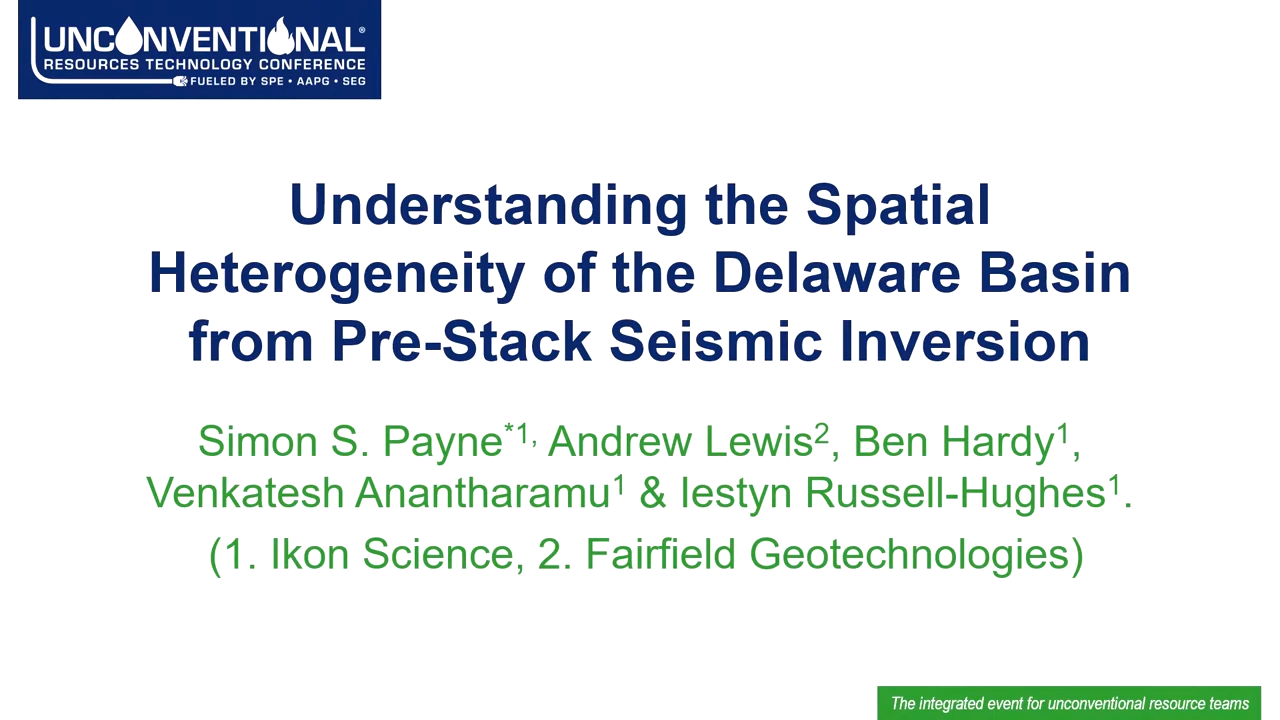 UNCONVENTIONAL®
RESOURCES TECHNOLOGY CONFERENCE
FUELED BY SPE • AAPG • SEG
Understanding the Spatial
Heterogeneity of the Delaware Basin
from Pre-Stack Seismic Inversion
Simon S. Payne*1, Andrew Lewis2, Ben Hardy1,
Venkatesh Anantharamu1 & Iestyn Russell-Hughes1.
(1. Ikon Science, 2. Fairfield Geotechnologies)
The integrated event for unconventional resource teams